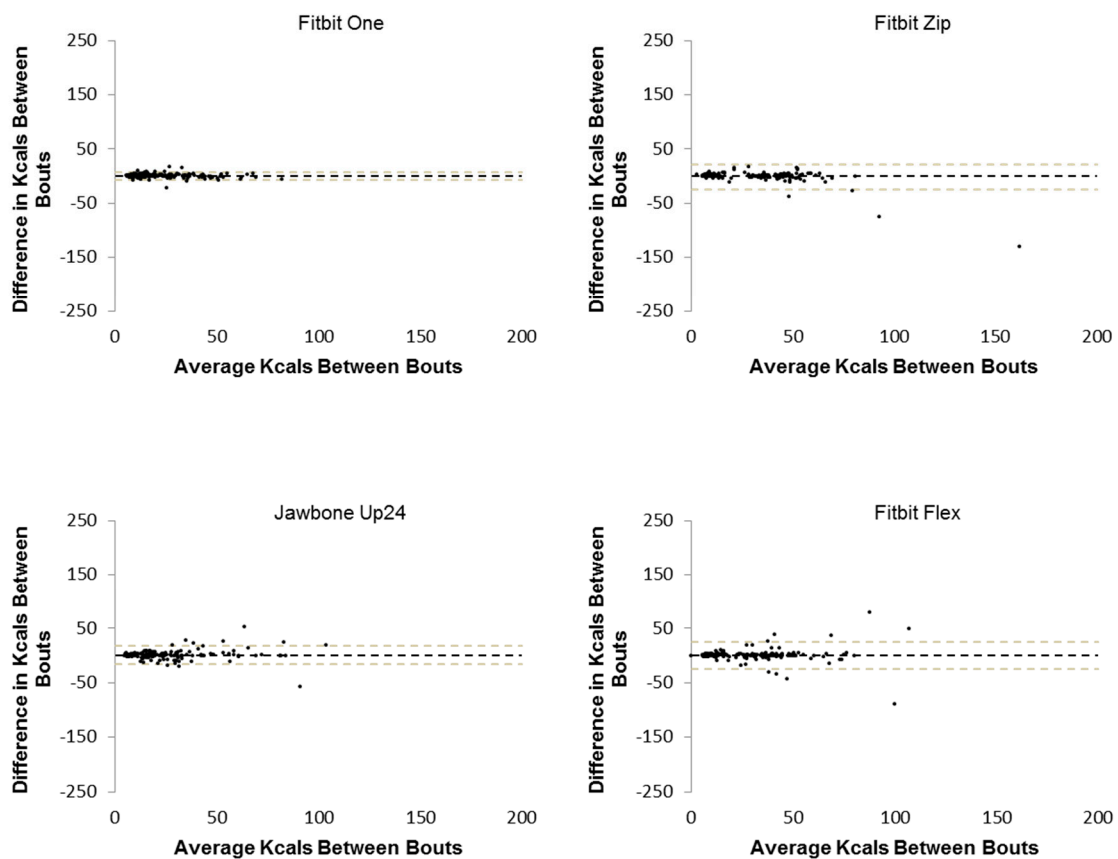 Fitbit One
250
150
50
-50
-150
-250
0 50 100 150 200
Difference in Kcals Between
Bouts
Average Kcals Between Bouts
Fitbit Zip
250
150
50
-50
-150
-250
0 50 100 150 200
Difference in Kcals Between
Bouts
Average Kcals Between Bouts
Jawbone Up24
250
150
50
-50
-150
-250
0 50 100 150 200
Difference in Kcals Between
Bouts
Average Kcals Between Bouts
Fitbit Flex
250
150
50
-50
-150
-250
0 50 100 150 200
Difference in Kcals Between
Bouts
Average Kcals Between Bouts